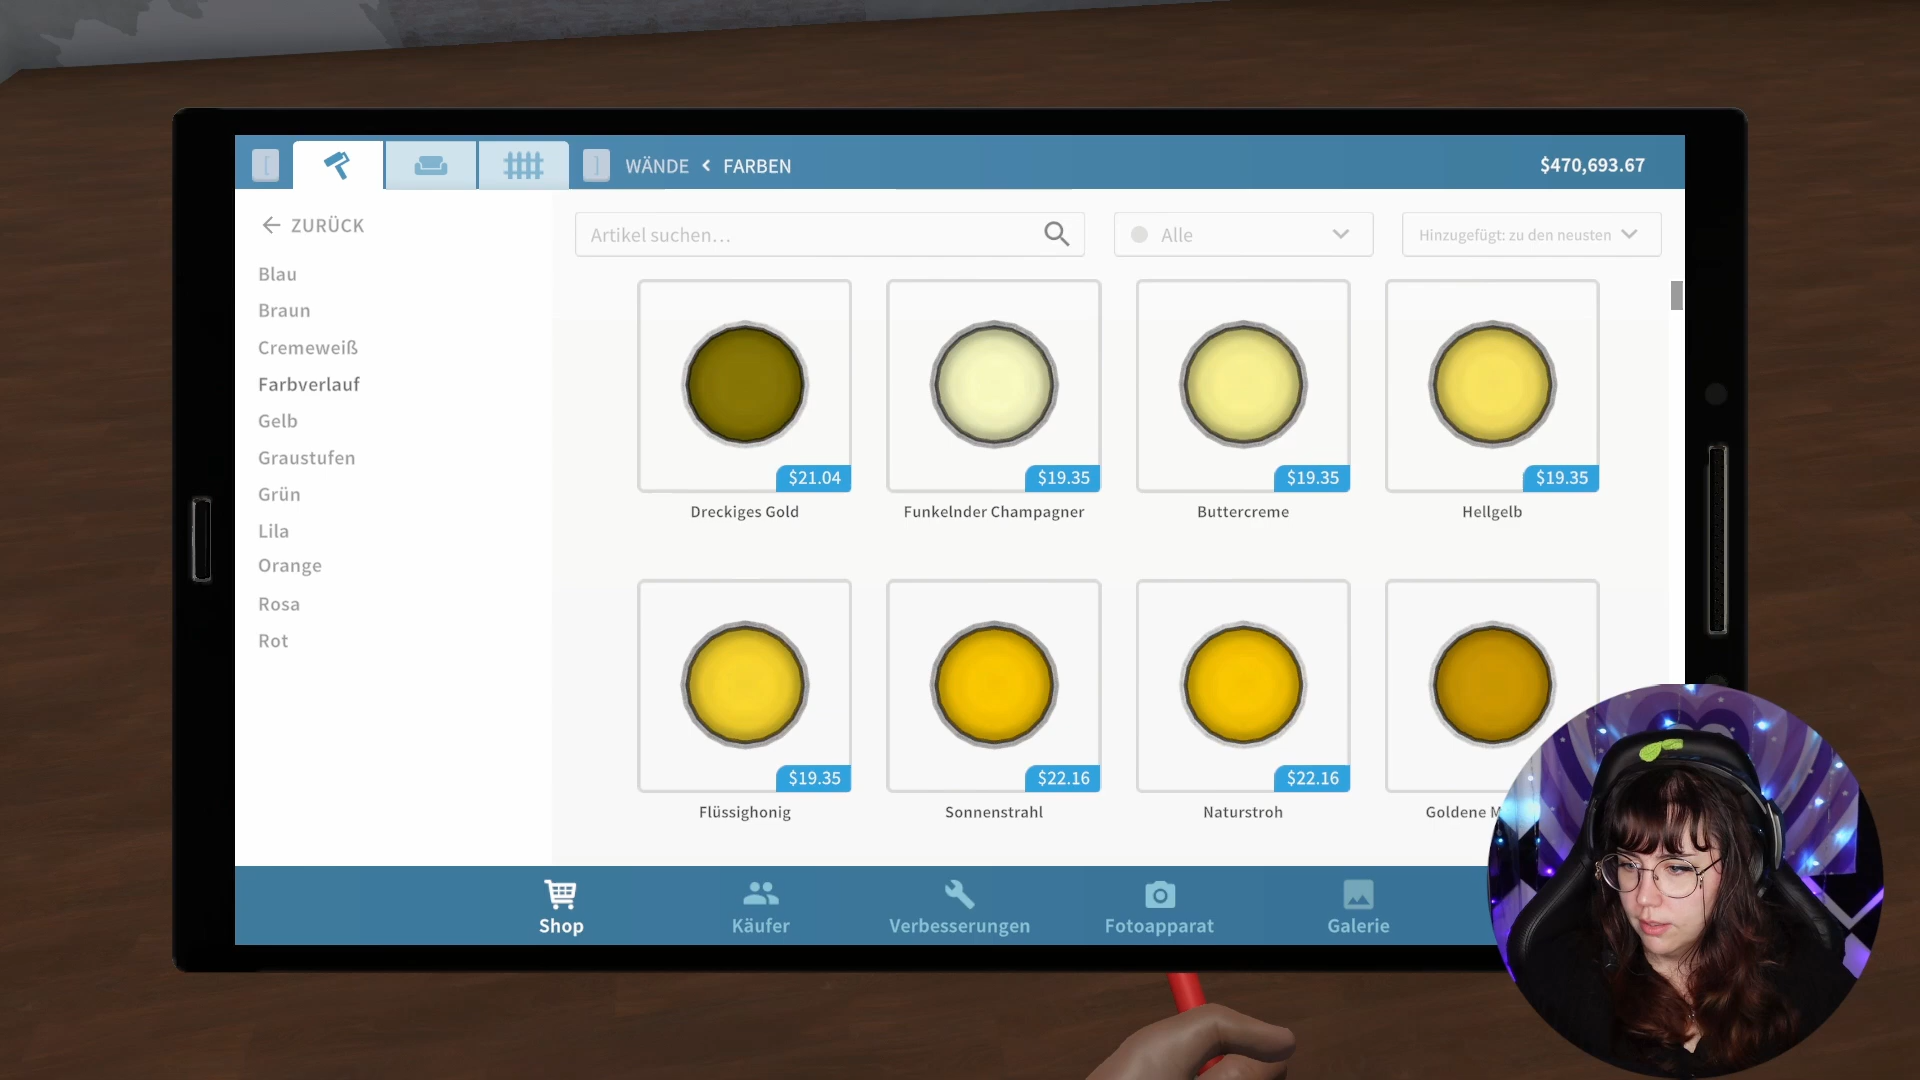 [
]
WÄNDE < FARBEN
$470,693.67
ZURÜCK
Artikel suchen...
Alle
Hinzugefügt: zu den neusten
Blau
Braun
Cremeweiß
Farbverlauf
Gelb
Graustufen
Grün
Lila
Orange
Rosa
Rot
$21.04
$19.35
$19.35
$19.35
Dreckiges Gold
Funkelnder Champagner
Buttercreme
Hellgelb
$19.35
$22.16
$22.16
Flüssighonig
Sonnenstrahl
Naturstroh
Goldene
Shop
Käufer
Verbesserungen
Fotoapparat
Galerie